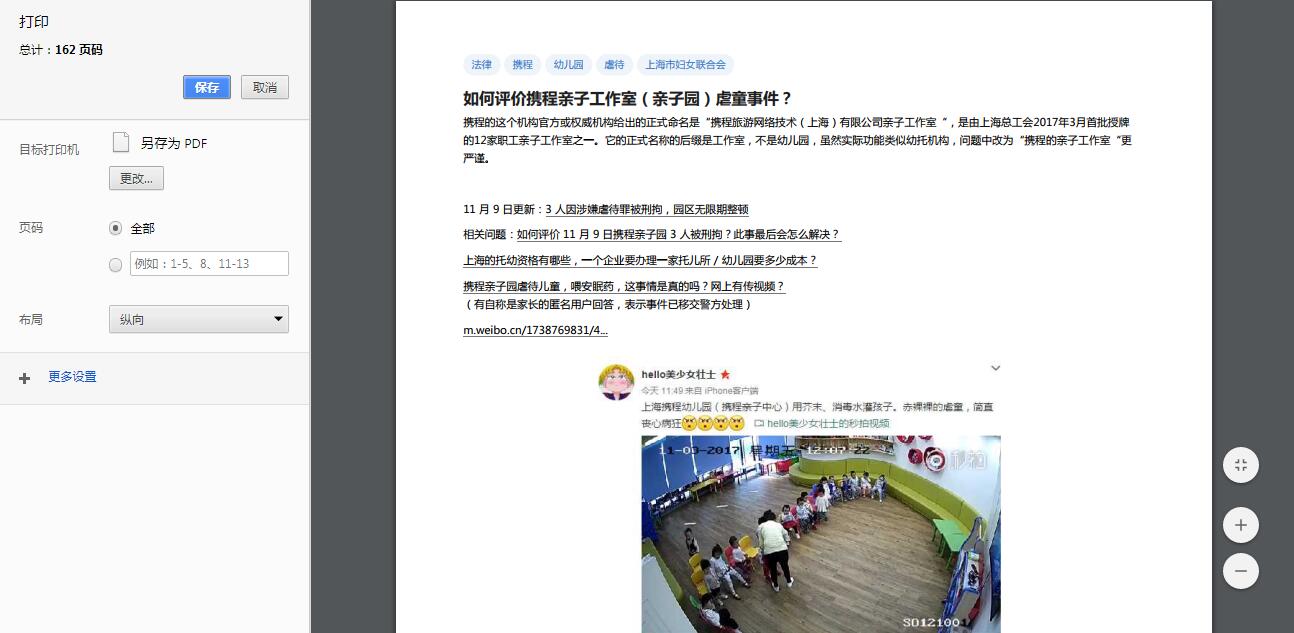 打印
总计：162 页码
保存
取消
目标打印机
另存为 PDF
更改...
页码
全部
例如：1-5、8、11-13
布局
纵向
更多设置
法律 携程 幼儿园 虐待 上海市妇女联合会
如何评价携程亲子工作室（亲子园）虐童事件？
携程的这个机构官方或权威机构给出的正式命名是“携程旅游网络技术（上海）有限公司亲子工作室“，是由上海总工会2017年3月首批授牌
的12家职工亲子工作室之一。它的正式名称的后缀是工作室，不是幼儿园，虽然实际功能类似幼托机构，问题中改为“携程的亲子工作室“更
严谨。
11 月 9 日更新：3 人因涉嫌虐待罪被刑拘，园区无限期整顿
相关问题：如何评价 11 月 9 日携程亲子园 3 人被刑拘？此事最后会怎么解决？
上海的托幼资格有哪些，一个企业要办理一家托儿所 / 幼儿园要多少成本？
携程亲子园虐待儿童，喂安眠药，这事情是真的吗？网上有传视频？
（有自称是家长的匿名用户回答，表示事件已移交警方处理）
m.weibo.cn/1738769831/4...
hello美少女壮士
今天 11:49 来自 iPhone客户端
上海携程幼儿园（携程亲子中心）用芥末、消毒水灌孩子。赤裸裸的虐童，简直
丧心病狂 hello美少女壮士的秒拍视频
11-03-2017 星期五 12:07:22
秒拍
SD12100